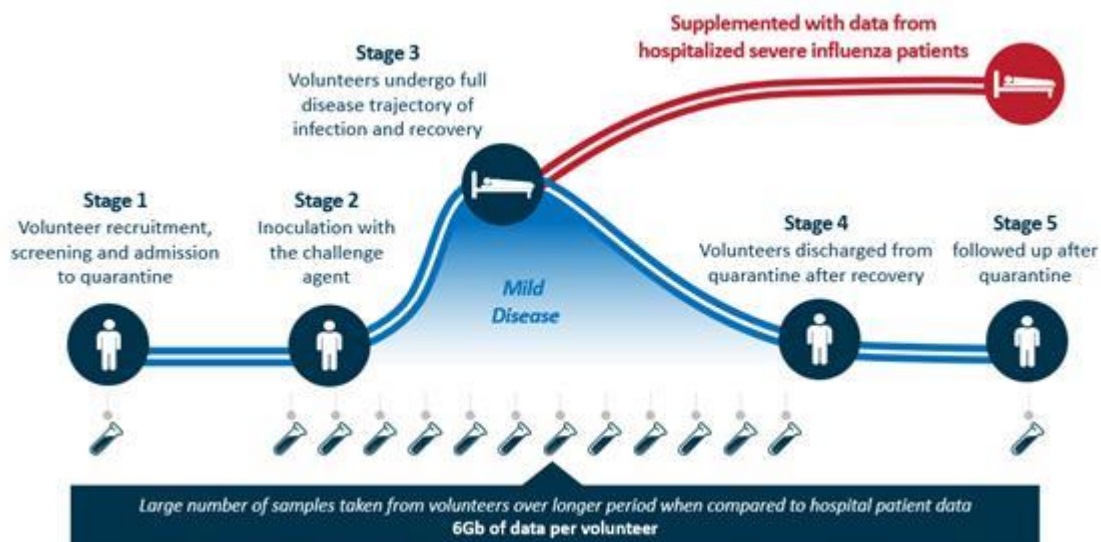 Supplemented with data from
hospitalized severe influenza patients
Stage 3
Volunteers undergo full
disease trajectory of
infection and recovery
Stage 1
Volunteer recruitment,
screening and admission
to quarantine
Stage 2
Inoculation with
the challenge
agent
Stage 4
Volunteers discharged from
quarantine after recovery
Stage 5
followed up after
quarantine
Mild
Disease
Large number of samples taken from volunteers over longer period when compared to hospital patient data
6Gb of data per volunteer